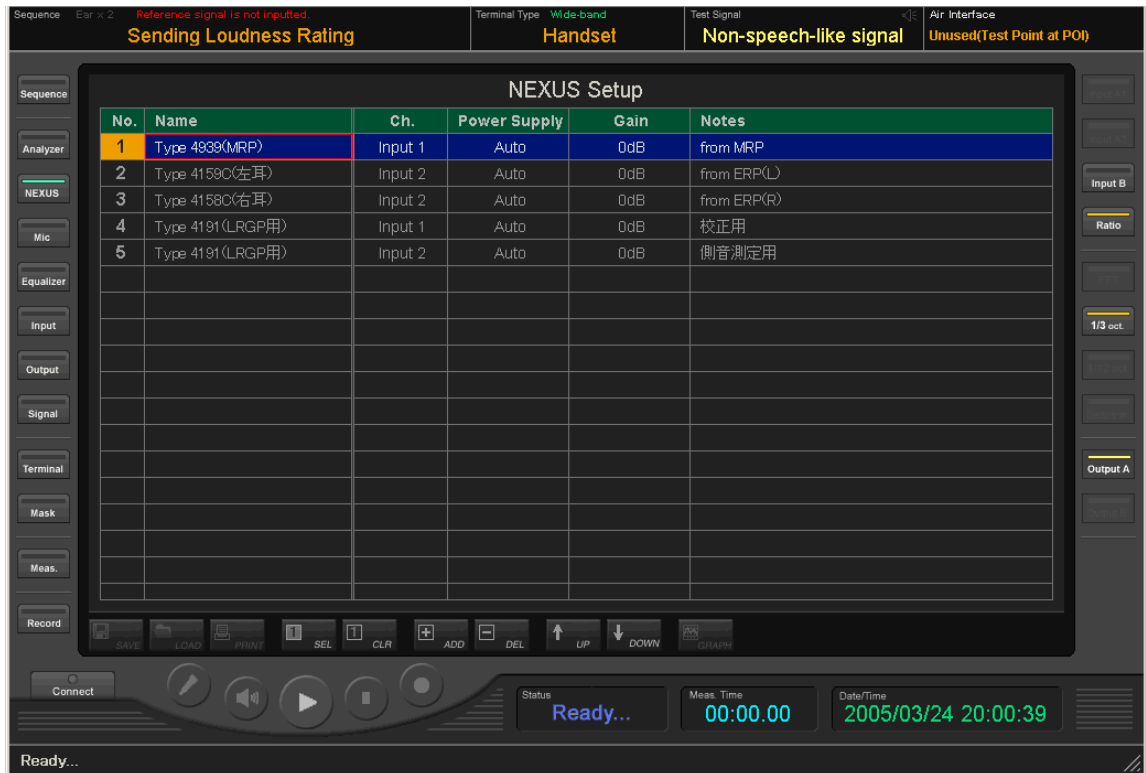 Sequence Ear × 2 Reference signal is not inputted.
Sending Loudness Rating
Terminal Type Wide-band
Handset
Test Signal
Non-speech-like signal
Air Interface
Unused(Test Point at POI)
NEXUS Setup
No. Name Ch. Power Supply Gain Notes
1 Type 4939(MRP) Input 1 Auto 0dB from MRP
2 Type 4159C(左耳) Input 2 Auto 0dB from ERP(L)
3 Type 4158C(右耳) Input 2 Auto 0dB from ERP(R)
4 Type 4191(LRGP用) Input 1 Auto 0dB 校正用
5 Type 4191(LRGP用) Input 2 Auto 0dB 側音測定用
Sequence
Analyzer
NEXUS
Mic
Equalizer
Input
Output
Signal
Terminal
Mask
Meas.
Record
Input B
Ratio
1/3 oct.
Output A
SAVE LOAD PRINT 1 SEL 1 CLR ADD DEL UP DOWN GRAPH
Connect
Status
Ready...
Meas. Time
00:00.00
Date/Time
2005/03/24 20:00:39
Ready...